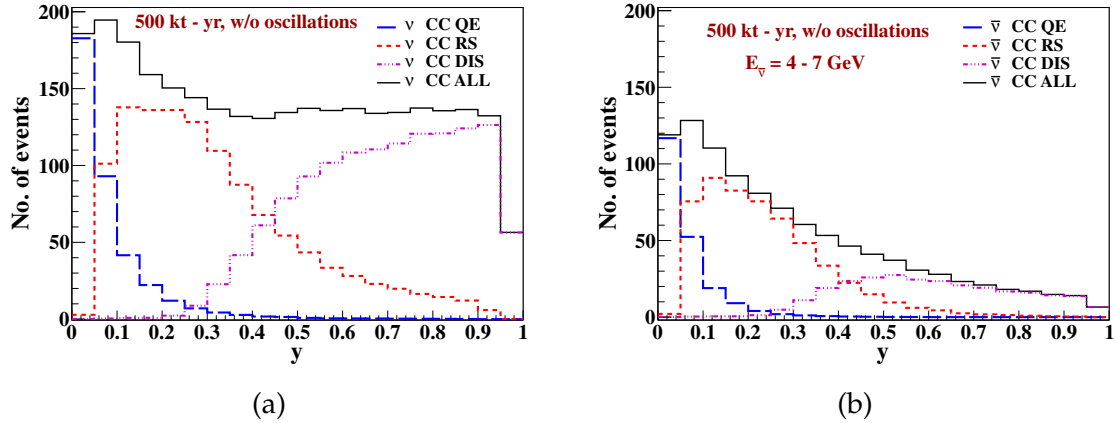 500 kt - yr, w/o oscillations
ν CC QE
ν CC RS
ν CC DIS
ν CC ALL
No. of events
200
150
100
50
0
0 0.1 0.2 0.3 0.4 0.5 0.6 0.7 0.8 0.9 1
y
(a)
500 kt - yr, w/o oscillations
E_ν̅ = 4 - 7 GeV
ν̅ CC QE
ν̅ CC RS
ν̅ CC DIS
ν̅ CC ALL
No. of events
200
150
100
50
0
0 0.1 0.2 0.3 0.4 0.5 0.6 0.7 0.8 0.9 1
y
(b)